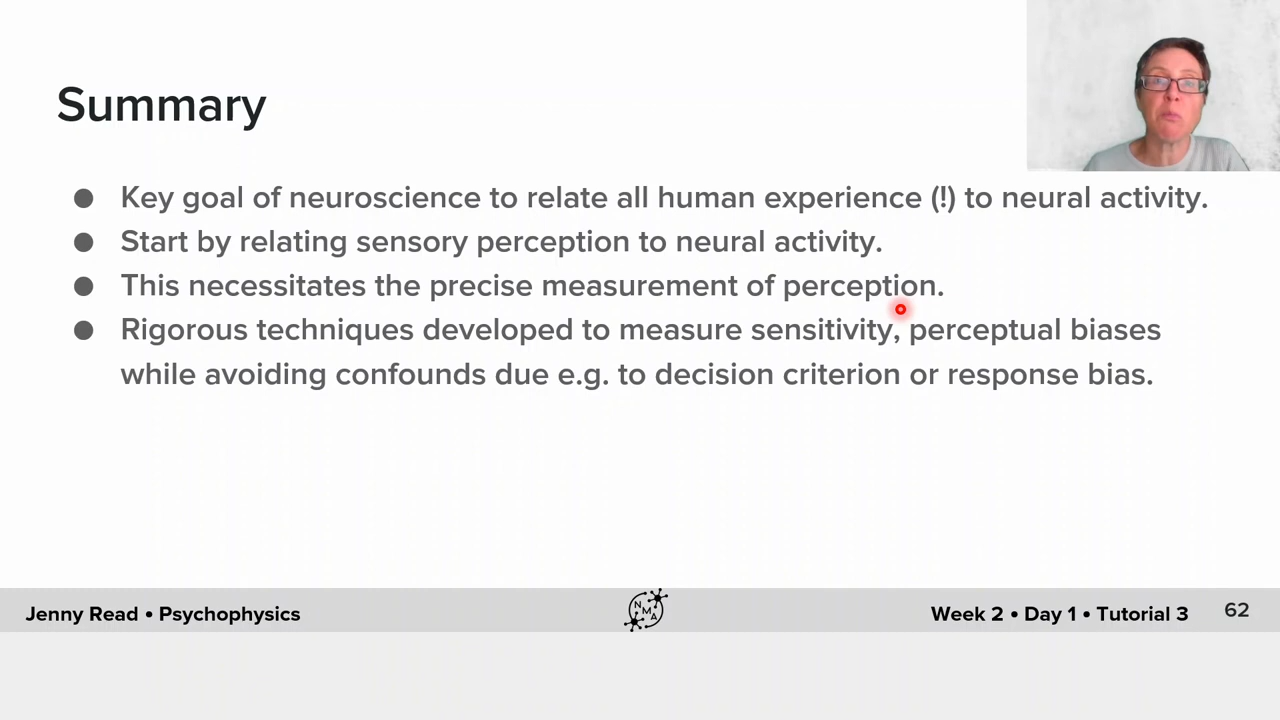 Summary
● Key goal of neuroscience to relate all human experience (!) to neural activity.
● Start by relating sensory perception to neural activity.
● This necessitates the precise measurement of perception.
● Rigorous techniques developed to measure sensitivity, perceptual biases
while avoiding confounds due e.g. to decision criterion or response bias.
Jenny Read • Psychophysics
N M A
Week 2 • Day 1 • Tutorial 3
62